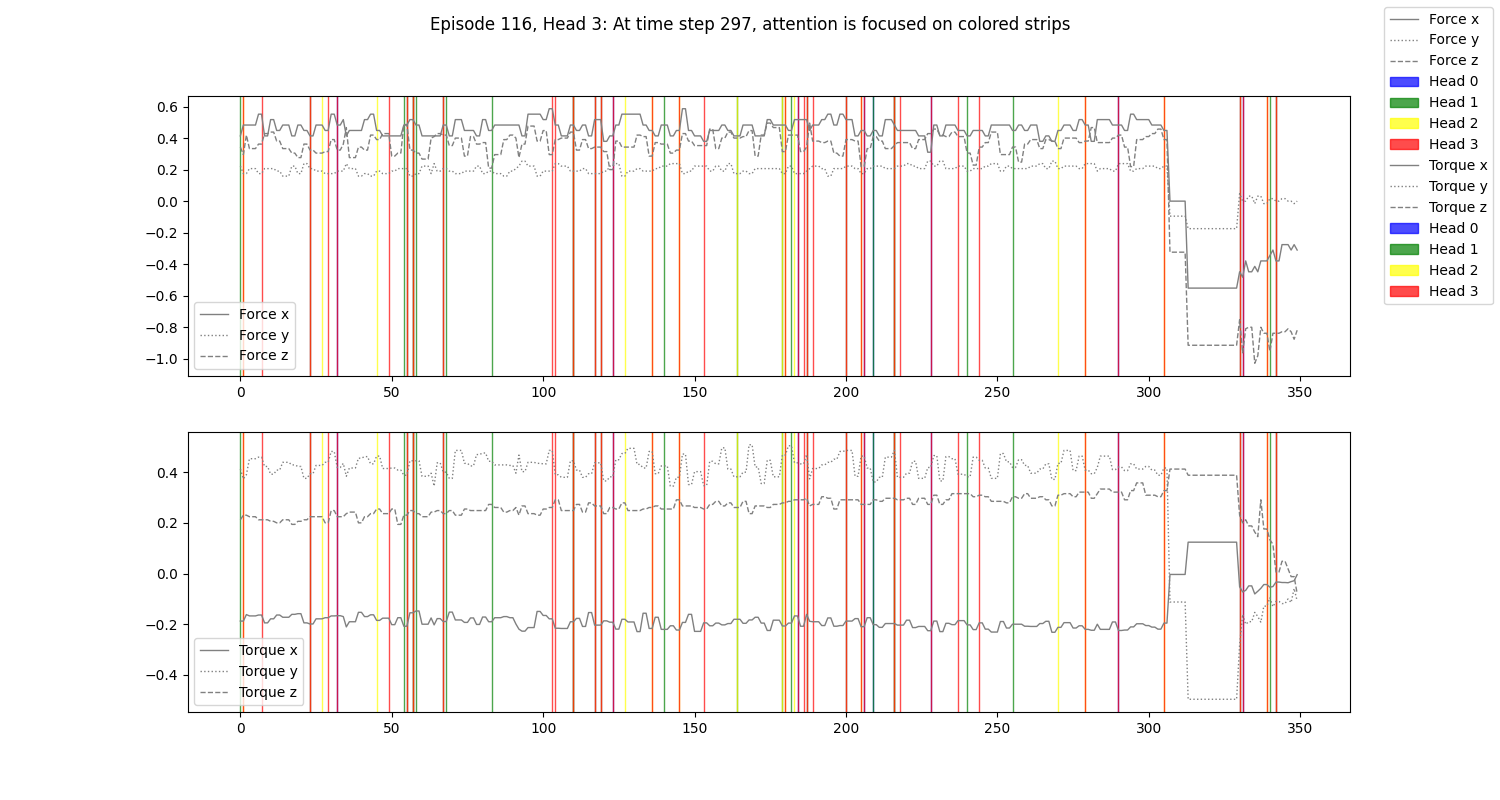 Episode 116, Head 3: At time step 297, attention is focused on colored strips
Force x
Force y
Force z
Head 0
Head 1
Head 2
Head 3
Torque x
Torque y
Torque z
Head 0
Head 1
Head 2
Head 3
0.6
0.4
0.2
0.0
−0.2
−0.4
−0.6
−0.8
−1.0
Force x
Force y
Force z
0 50 100 150 200 250 300 350
0.4
0.2
0.0
−0.2
−0.4
Torque x
Torque y
Torque z
0 50 100 150 200 250 300 350